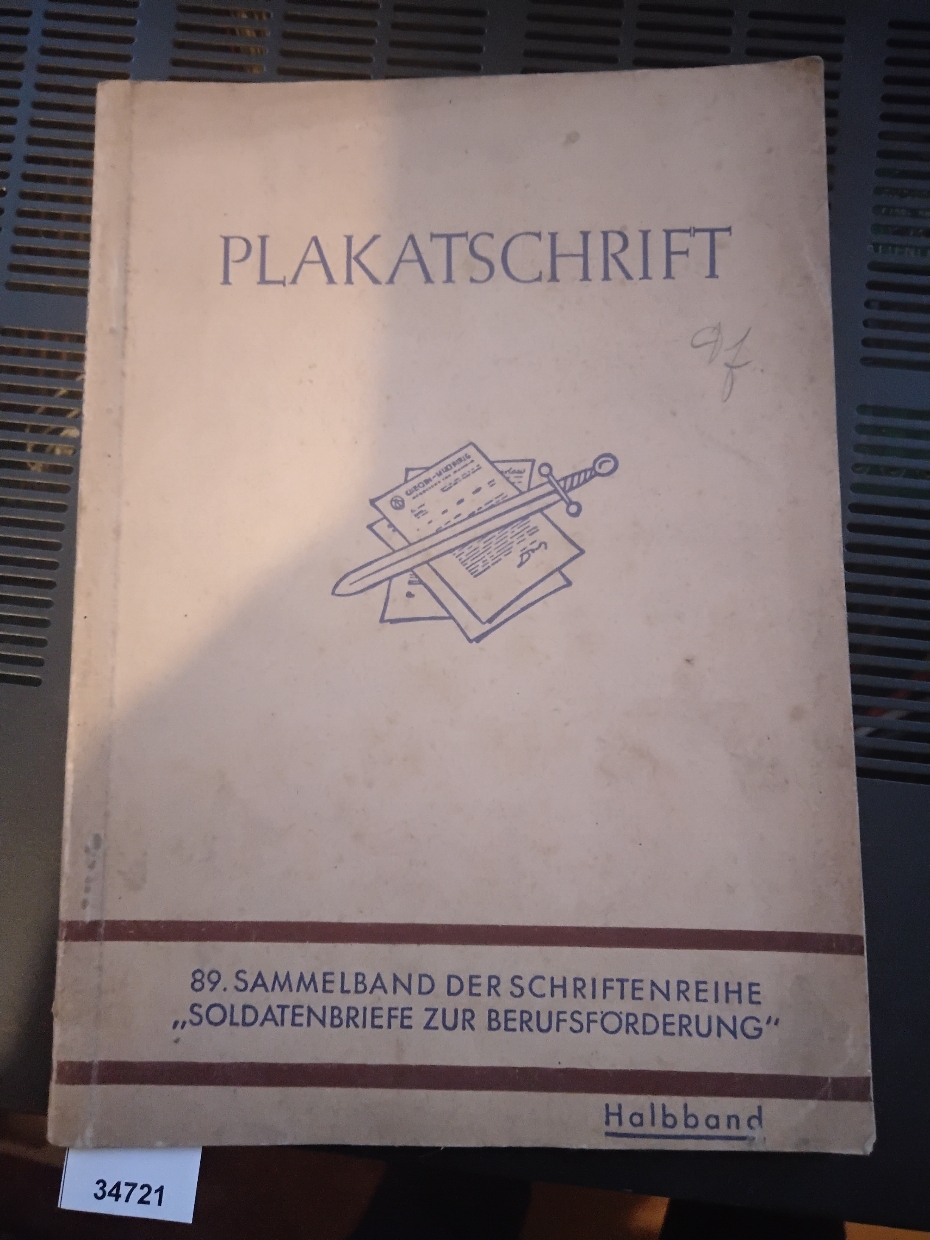 PLAKATSCHRIFT
89. SAMMELBAND DER SCHRIFTENREIHE
„SOLDATENBRIEFE ZUR BERUFSFÖRDERUNG"
Halbband
34721